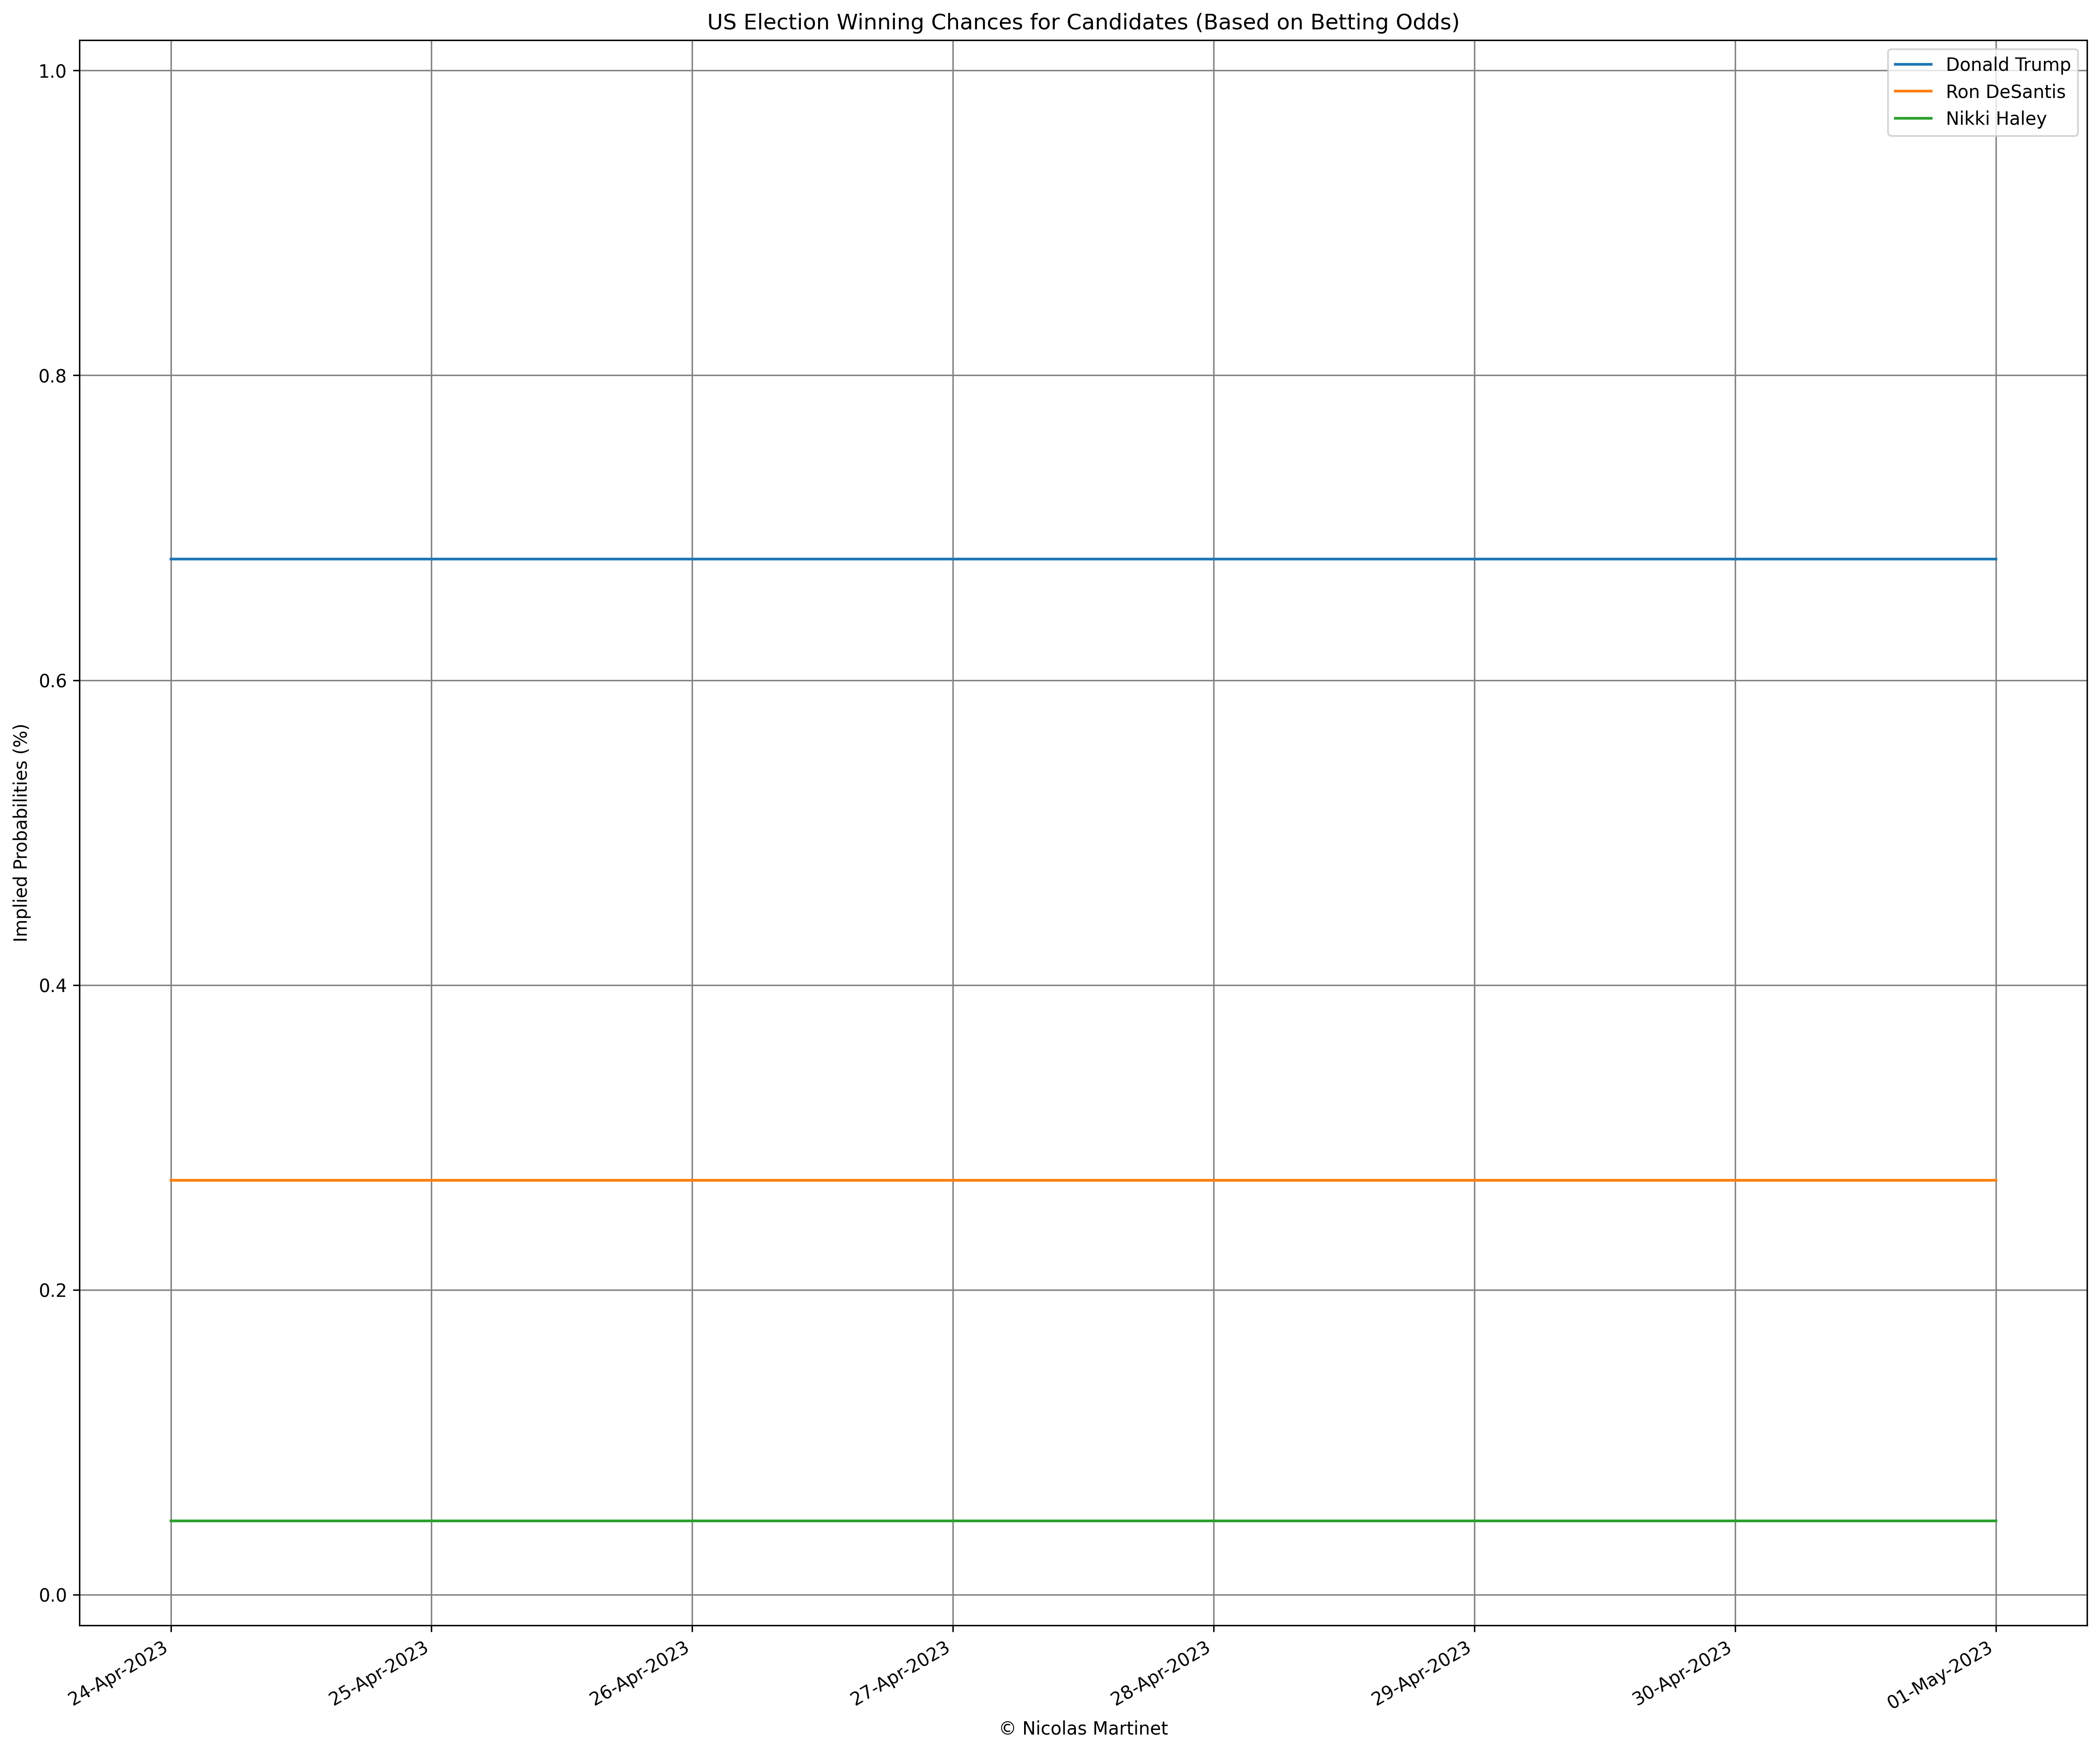 US Election Winning Chances for Candidates (Based on Betting Odds)
Donald Trump
Ron DeSantis
Nikki Haley
Implied Probabilities (%)
1.0
0.8
0.6
0.4
0.2
0.0
24-Apr-2023
25-Apr-2023
26-Apr-2023
27-Apr-2023
28-Apr-2023
29-Apr-2023
30-Apr-2023
01-May-2023
© Nicolas Martinet